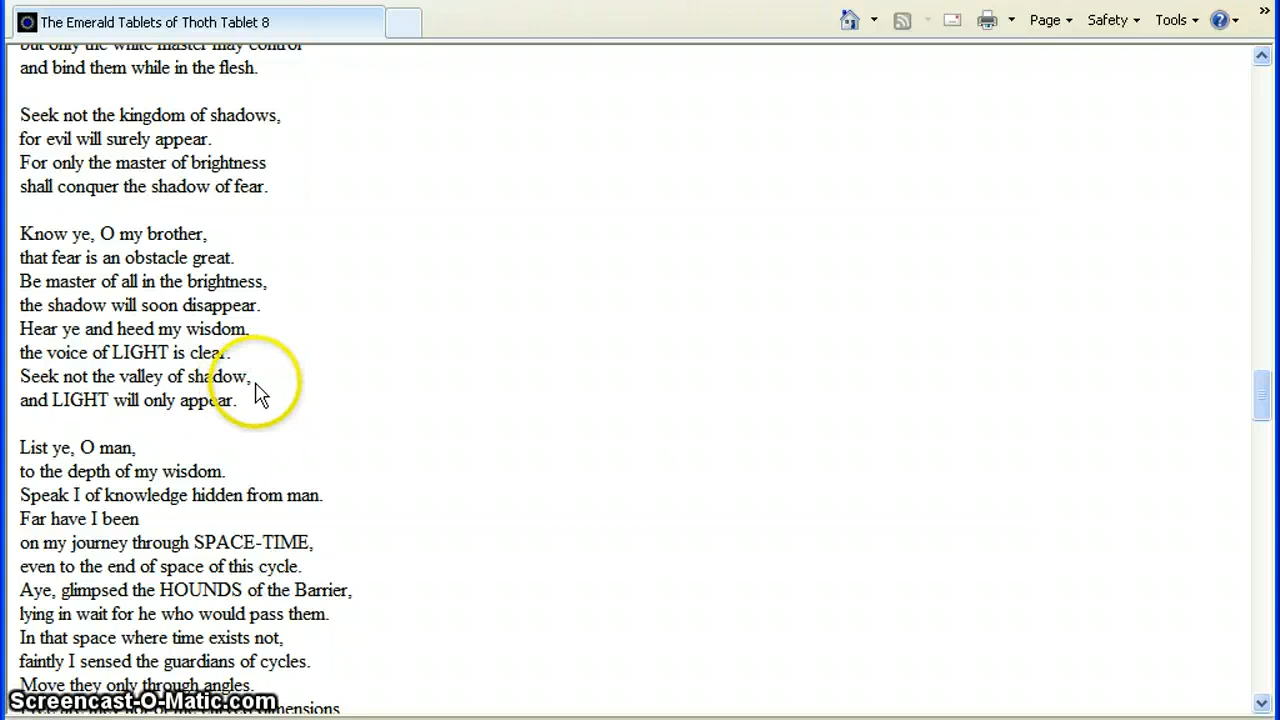 The Emerald Tablets of Thoth Tablet 8
Page
Safety
Tools
but only the white master may control
and bind them while in the flesh.
Seek not the kingdom of shadows,
for evil will surely appear.
For only the master of brightness
shall conquer the shadow of fear.
Know ye, O my brother,
that fear is an obstacle great.
Be master of all in the brightness,
the shadow will soon disappear.
Hear ye and heed my wisdom.
the voice of LIGHT is clear.
Seek not the valley of shadow,
and LIGHT will only appear.
List ye, O man,
to the depth of my wisdom.
Speak I of knowledge hidden from man.
Far have I been
on my journey through SPACE-TIME,
even to the end of space of this cycle.
Aye, glimpsed the HOUNDS of the Barrier,
lying in wait for he who would pass them.
In that space where time exists not,
faintly I sensed the guardians of cycles.
Move they only through angles.
dimensions
Screencast-O-Matic.com